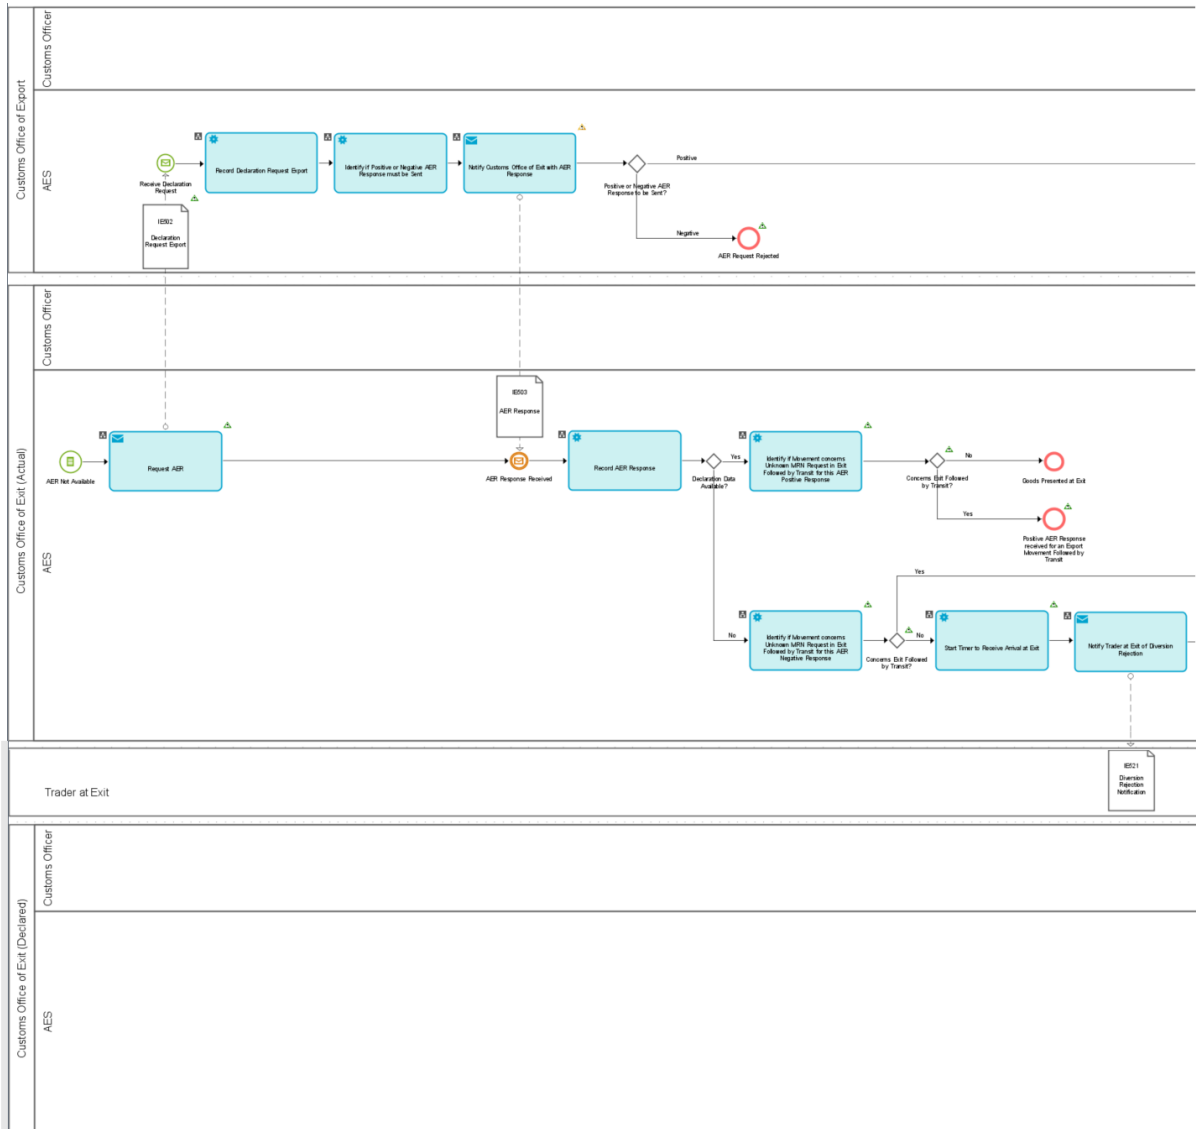 Customs Office of Export
Customs Officer
AES
Receive Declaration
Request
IE502
Declaration
Request Export
Record Declaration Request Export
Identify if Positive or Negative AER
Response must be Sent
Notify Customs Office of Exit with AER
Response
Positive or Negative AER
Response to be Sent?
Positive
Negative
AER Request Rejected
Customs Office of Exit (Actual)
Customs Officer
AES
AER Not Available
Request AER
IE503
AER Response
AER Response Received
Record AER Response
Declaration Data
Available?
Yes
Identify if Movement concerns
Unknown MRN Request in Exit
Followed by Transit for this AER
Positive Response
Concerns Exit Followed
by Transit?
No
Goods Presented at Exit
Yes
Positive AER Response
received for an Export
Movement Followed by
Transit
No
Identify if Movement concerns
Unknown MRN Request in Exit
Followed by Transit for this AER
Negative Response
Concerns Exit Followed
by Transit?
Yes
No
Start Timer to Receive Arrival at Exit
Notify Trader at Exit of Diversion
Rejection
Trader at Exit
IE521
Diversion
Rejection
Notification
Customs Office of Exit (Declared)
Customs Officer
AES